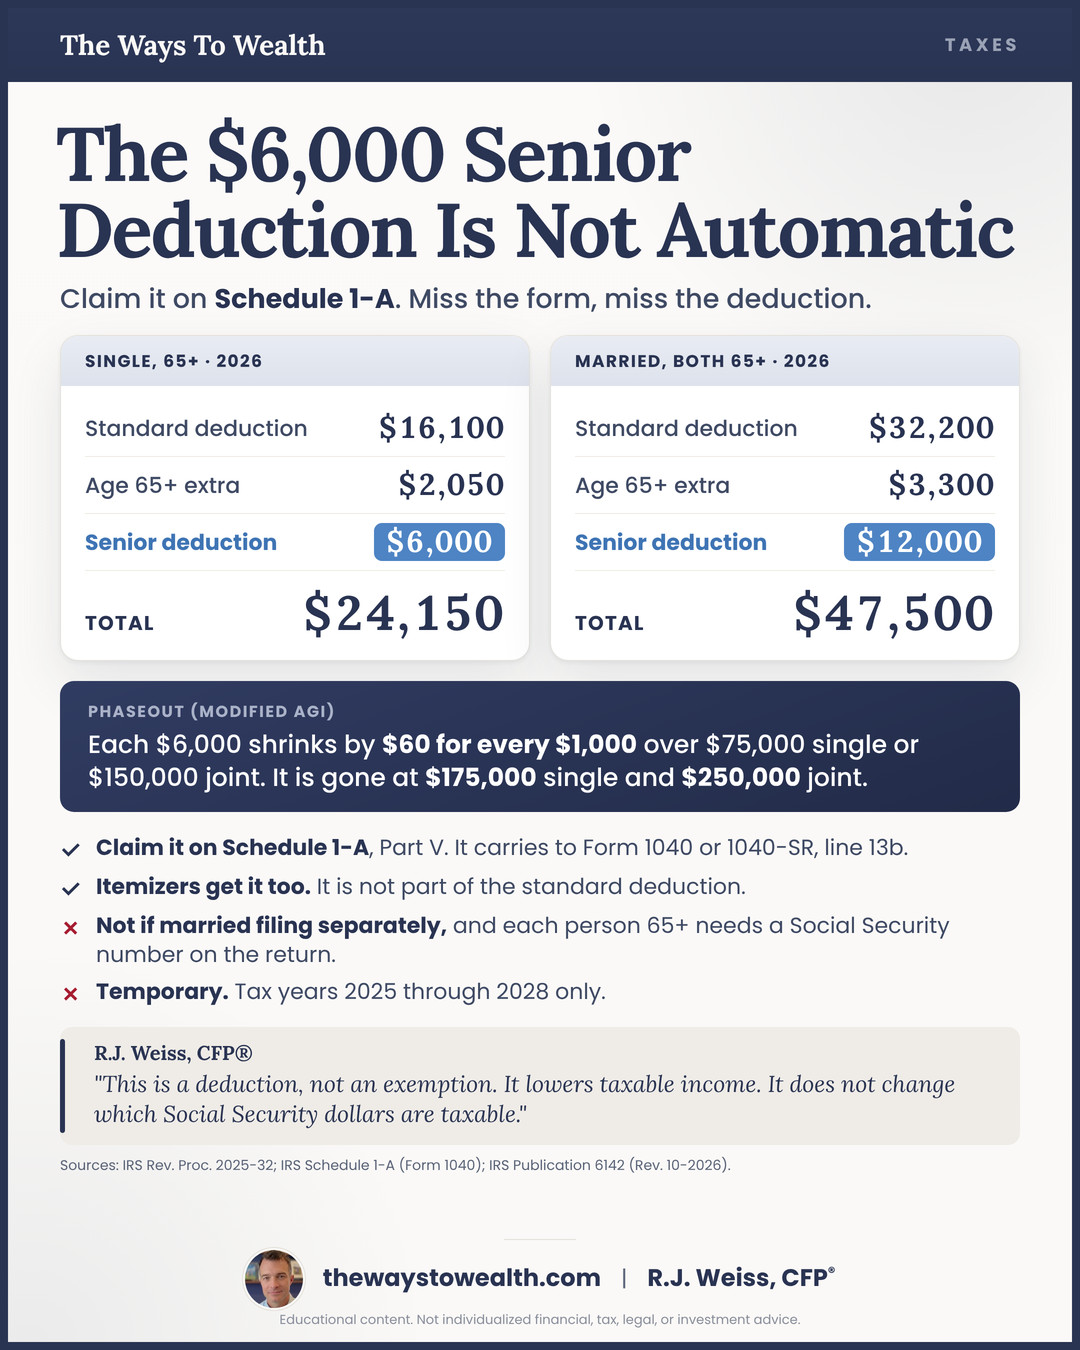 The Ways To Wealth
TAXES
The $6,000 Senior
Deduction Is Not Automatic
Claim it on Schedule 1-A. Miss the form, miss the deduction.
SINGLE, 65+ · 2026
Standard deduction $16,100
Age 65+ extra $2,050
Senior deduction $6,000
TOTAL $24,150
MARRIED, BOTH 65+ · 2026
Standard deduction $32,200
Age 65+ extra $3,300
Senior deduction $12,000
TOTAL $47,500
PHASEOUT (MODIFIED AGI)
Each $6,000 shrinks by $60 for every $1,000 over $75,000 single or
$150,000 joint. It is gone at $175,000 single and $250,000 joint.
✓ Claim it on Schedule 1-A, Part V. It carries to Form 1040 or 1040-SR, line 13b.
✓ Itemizers get it too. It is not part of the standard deduction.
× Not if married filing separately, and each person 65+ needs a Social Security
number on the return.
× Temporary. Tax years 2025 through 2028 only.
R.J. Weiss, CFP®
"This is a deduction, not an exemption. It lowers taxable income. It does not change
which Social Security dollars are taxable."
Sources: IRS Rev. Proc. 2025-32; IRS Schedule 1-A (Form 1040); IRS Publication 6142 (Rev. 10-2026).
thewaystowealth.com | R.J. Weiss, CFP®
Educational content. Not individualized financial, tax, legal, or investment advice.